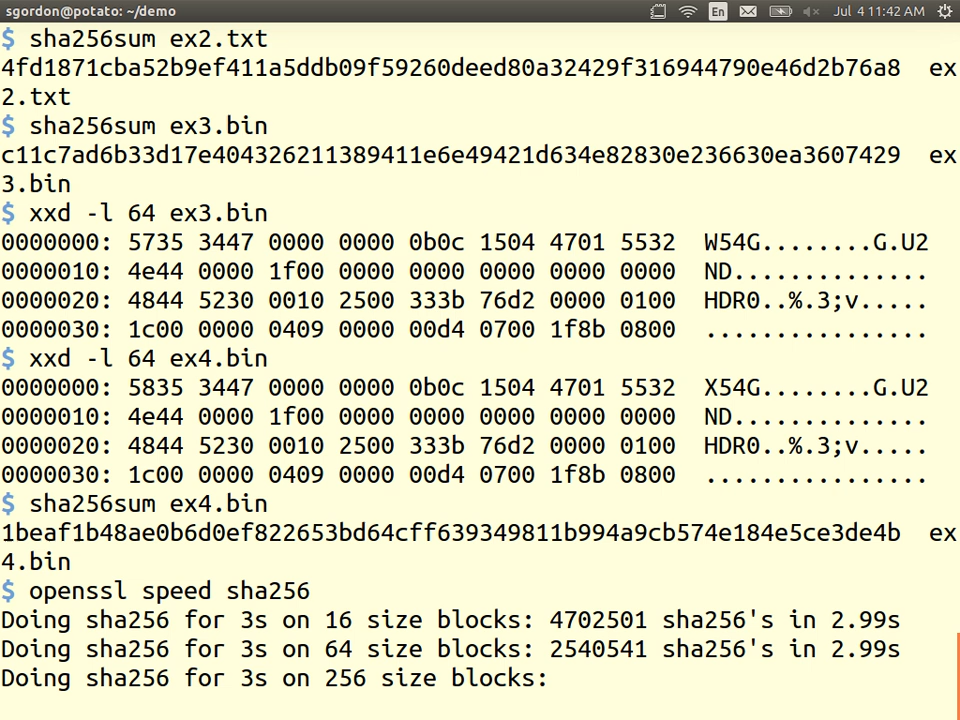 sgordon@potato: ~/demo
En
Jul 4 11:42 AM
$ sha256sum ex2.txt
4fd1871cba52b9ef411a5ddb09f59260deed80a32429f316944790e46d2b76a8  ex
2.txt
$ sha256sum ex3.bin
c11c7ad6b33d17e404326211389411e6e49421d634e82830e236630ea3607429  ex
3.bin
$ xxd -l 64 ex3.bin
0000000: 5735 3447 0000 0000 0b0c 1504 4701 5532  W54G........G.U2
0000010: 4e44 0000 1f00 0000 0000 0000 0000 0000  ND..............
0000020: 4844 5230 0010 2500 333b 76d2 0000 0100  HDR0..%.3;v.....
0000030: 1c00 0000 0409 0000 00d4 0700 1f8b 0800  ................
$ xxd -l 64 ex4.bin
0000000: 5835 3447 0000 0000 0b0c 1504 4701 5532  X54G........G.U2
0000010: 4e44 0000 1f00 0000 0000 0000 0000 0000  ND..............
0000020: 4844 5230 0010 2500 333b 76d2 0000 0100  HDR0..%.3;v.....
0000030: 1c00 0000 0409 0000 00d4 0700 1f8b 0800  ................
$ sha256sum ex4.bin
1beaf1b48ae0b6d0ef822653bd64cff639349811b994a9cb574e184e5ce3de4b  ex
4.bin
$ openssl speed sha256
Doing sha256 for 3s on 16 size blocks: 4702501 sha256's in 2.99s
Doing sha256 for 3s on 64 size blocks: 2540541 sha256's in 2.99s
Doing sha256 for 3s on 256 size blocks: